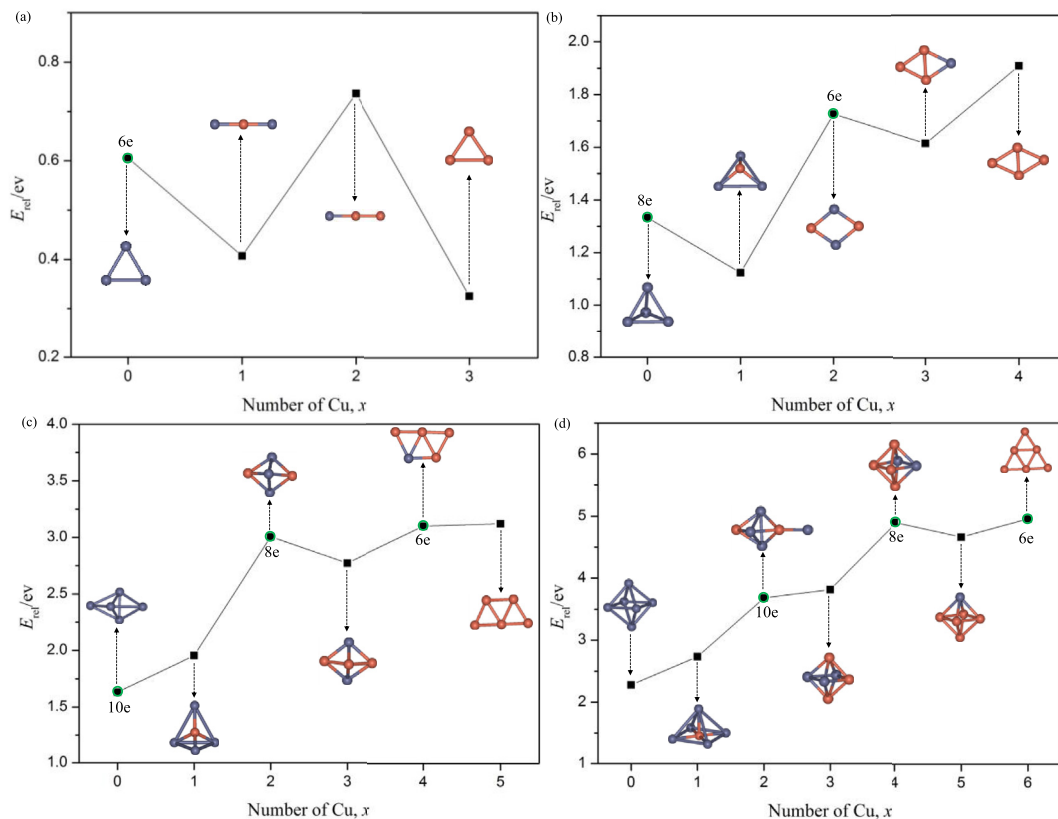 (a)
0.8
0.6
0.4
0.2
E_rel/ev
6e
0 1 2 3
Number of Cu, x
(b)
2.0
1.8
1.6
1.4
1.2
1.0
0.8
E_rel/ev
8e
6e
0 1 2 3 4
Number of Cu, x
(c)
4.0
3.5
3.0
2.5
2.0
1.5
1.0
E_rel/ev
10e
8e
6e
0 1 2 3 4 5
Number of Cu, x
(d)
6
5
4
3
2
1
E_rel/ev
10e
8e
6e
0 1 2 3 4 5 6
Number of Cu, x